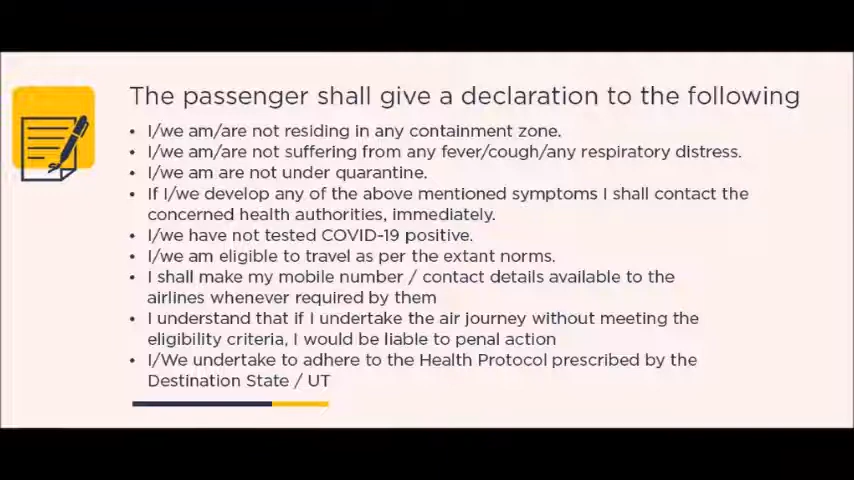 The passenger shall give a declaration to the following
• I/we am/are not residing in any containment zone.
• I/we am/are not suffering from any fever/cough/any respiratory distress.
• I/we am are not under quarantine.
• If I/we develop any of the above mentioned symptoms I shall contact the
concerned health authorities, immediately.
• I/we have not tested COVID-19 positive.
• I/we am eligible to travel as per the extant norms.
• I shall make my mobile number / contact details available to the
airlines whenever required by them
• I understand that if I undertake the air journey without meeting the
eligibility criteria, I would be liable to penal action
• I/We undertake to adhere to the Health Protocol prescribed by the
Destination State / UT